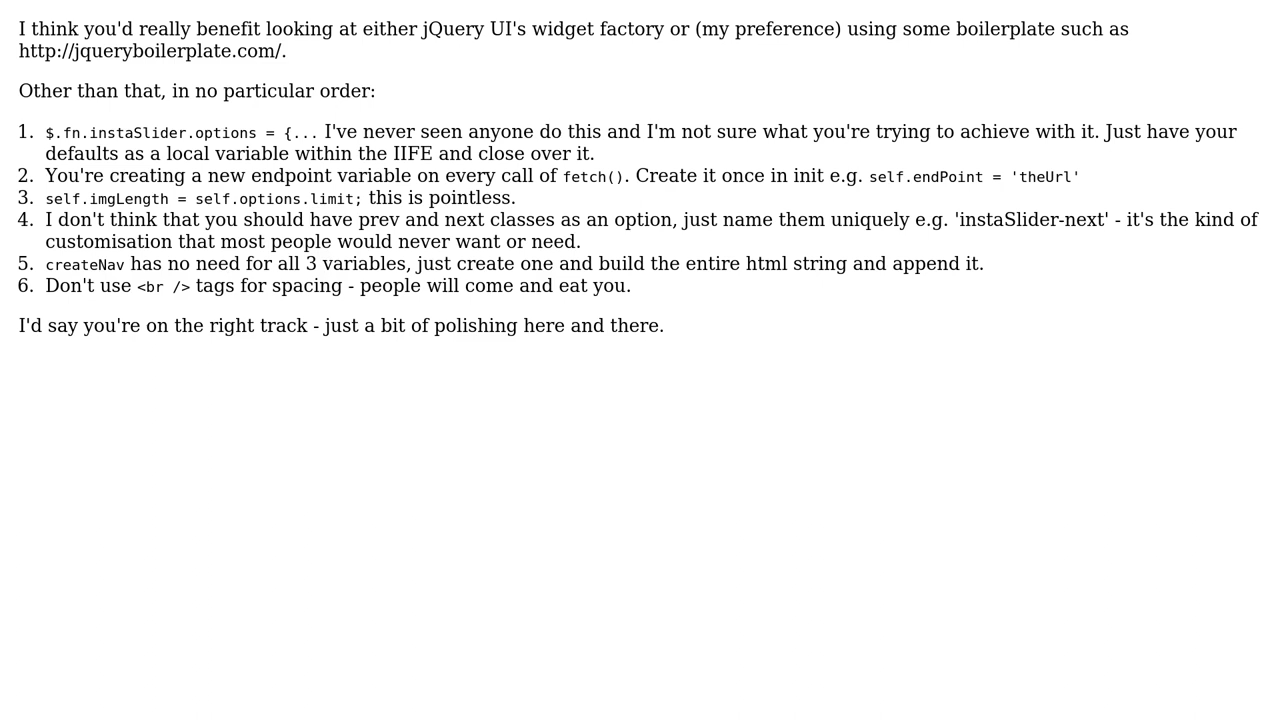 I think you'd really benefit looking at either jQuery UI's widget factory or (my preference) using some boilerplate such as
http://jqueryboilerplate.com/.
Other than that, in no particular order:
1. $.fn.instaSlider.options = {... I've never seen anyone do this and I'm not sure what you're trying to achieve with it. Just have your
defaults as a local variable within the IIFE and close over it.
2. You're creating a new endpoint variable on every call of fetch(). Create it once in init e.g. self.endPoint = 'theUrl'
3. self.imgLength = self.options.limit; this is pointless.
4. I don't think that you should have prev and next classes as an option, just name them uniquely e.g. 'instaSlider-next' - it's the kind of
customisation that most people would never want or need.
5. createNav has no need for all 3 variables, just create one and build the entire html string and append it.
6. Don't use <br /> tags for spacing - people will come and eat you.
I'd say you're on the right track - just a bit of polishing here and there.